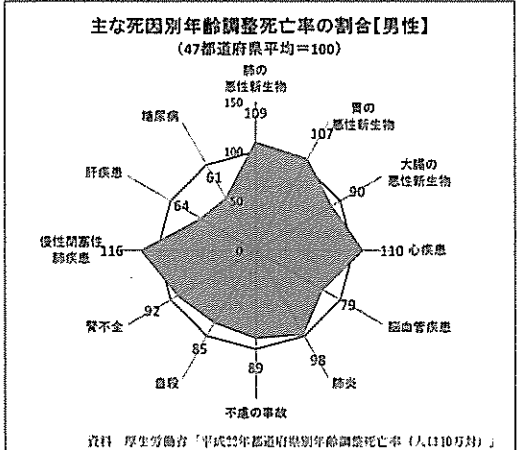 主な死因別年齢調整死亡率の割合【男性】
（47都道府県平均＝100）
肺の
悪性新生物
150
109
胃の
悪性新生物
107
大腸の
悪性新生物
90
心疾患
110
脳血管疾患
79
肺炎
98
不慮の事故
89
自殺
85
腎不全
92
慢性閉塞性
肺疾患
116
肝疾患
64
糖尿病
61
100
50
0
資料 厚生労働省「平成22年都道府県別年齢調整死亡率（人口10万対）」